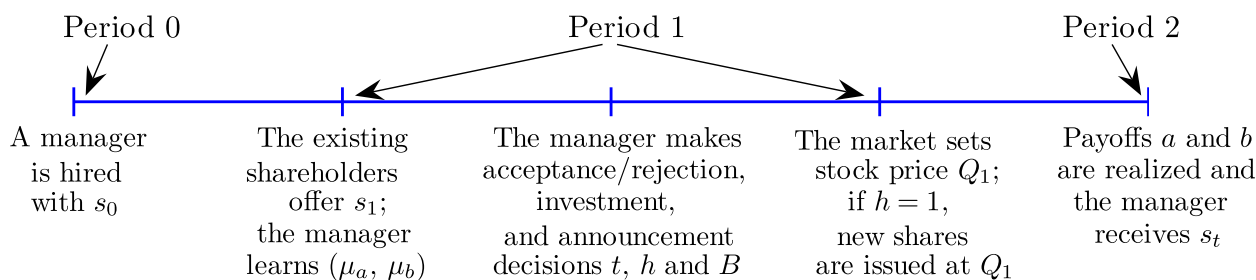 Period 0
Period 1
Period 2
A manager
is hired
with s₀
The existing
shareholders
offer s₁;
the manager
learns (μₐ, μ_b)
The manager makes
acceptance/rejection,
investment,
and announcement
decisions t, h and B
The market sets
stock price Q₁;
if h = 1,
new shares
are issued at Q₁
Payoffs a and b
are realized and
the manager
receives sₜ